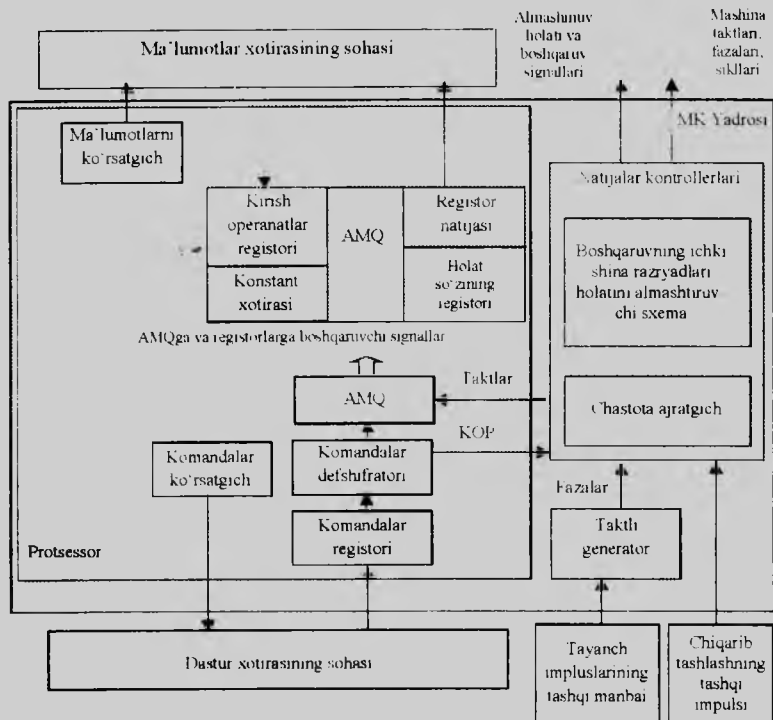 Almashinuv
holati va
boshqaruv
signallari
Mashina
taktlari,
fazalari,
sikllari
Ma'lumotlar xotirasining sohasi
MK Yadrosi
Ma'lumotlarni
ko'rsatgich
Kirish
operanatlar
registori
Konstant
xotirasi
AMQ
Registor
natijasi
Holat
so'zining
registori
Natijalar kontrollerlari
Boshqaruvning ichki
shina razryadlari
holatini almashtiruv
chi sxema
Chastota ajratgich
AMQga va registorlarga boshqaruvchi signallar
AMQ
Taktlar
KOP
Komandalar
ko'rsatgich
Komandalar
defshifratori
Komandalar
registori
Fazalar
Taktli
generator
Protsessor
Dastur xotirasining sohasi
Tayanch
impluslarining
tashqi manbai
Chiqarib
tashlashning
tashqi
impulsi